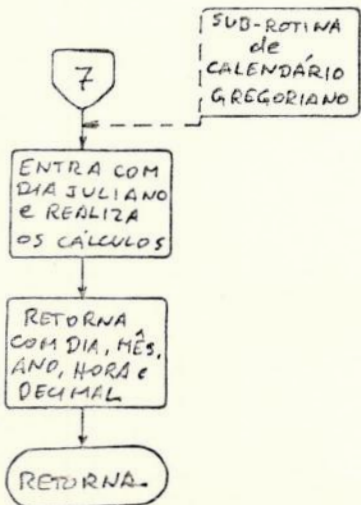 SUB-ROTINA
de
CALENDÁRIO
GREGORIANO
7
ENTRA COM
DIA JULIANO
e REALIZA
OS CÁLCULOS
RETORNA
COM DIA, MÊS,
ANO, HORA e
DECIMAL
RETORNA.